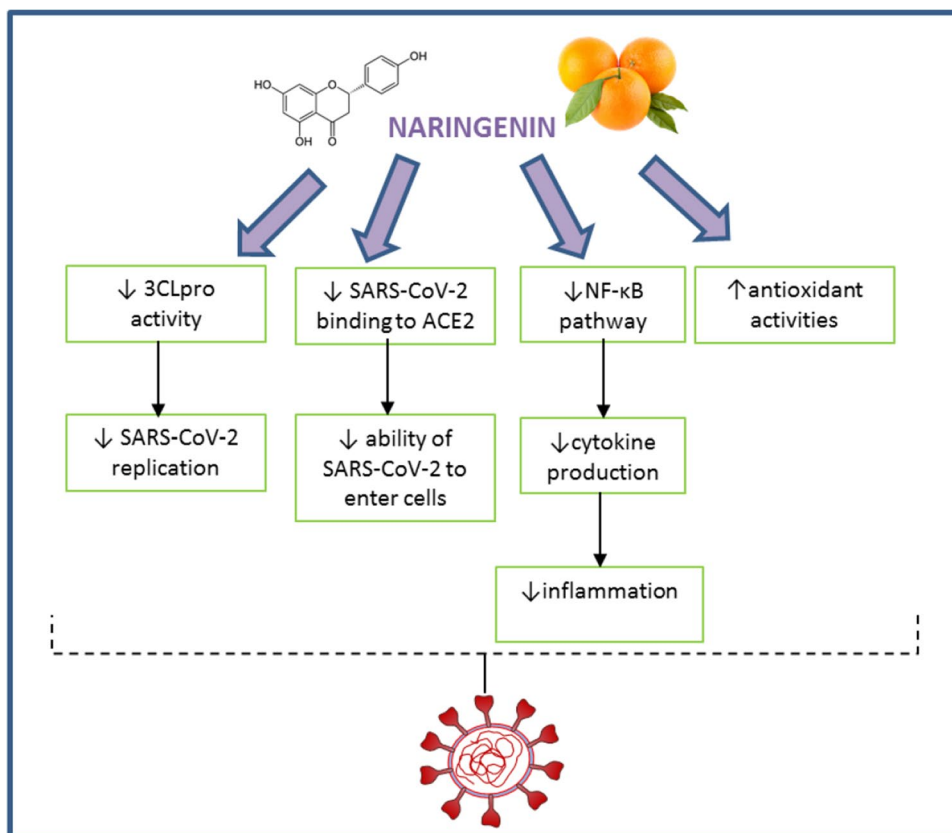 OH
HO
O
OH
O
NARINGENIN
↓ 3CLpro
activity
↓ SARS-CoV-2
replication
↓ SARS-CoV-2
binding to ACE2
↓ ability of
SARS-CoV-2 to
enter cells
↓NF-κB
pathway
↓cytokine
production
↓inflammation
↑antioxidant
activities